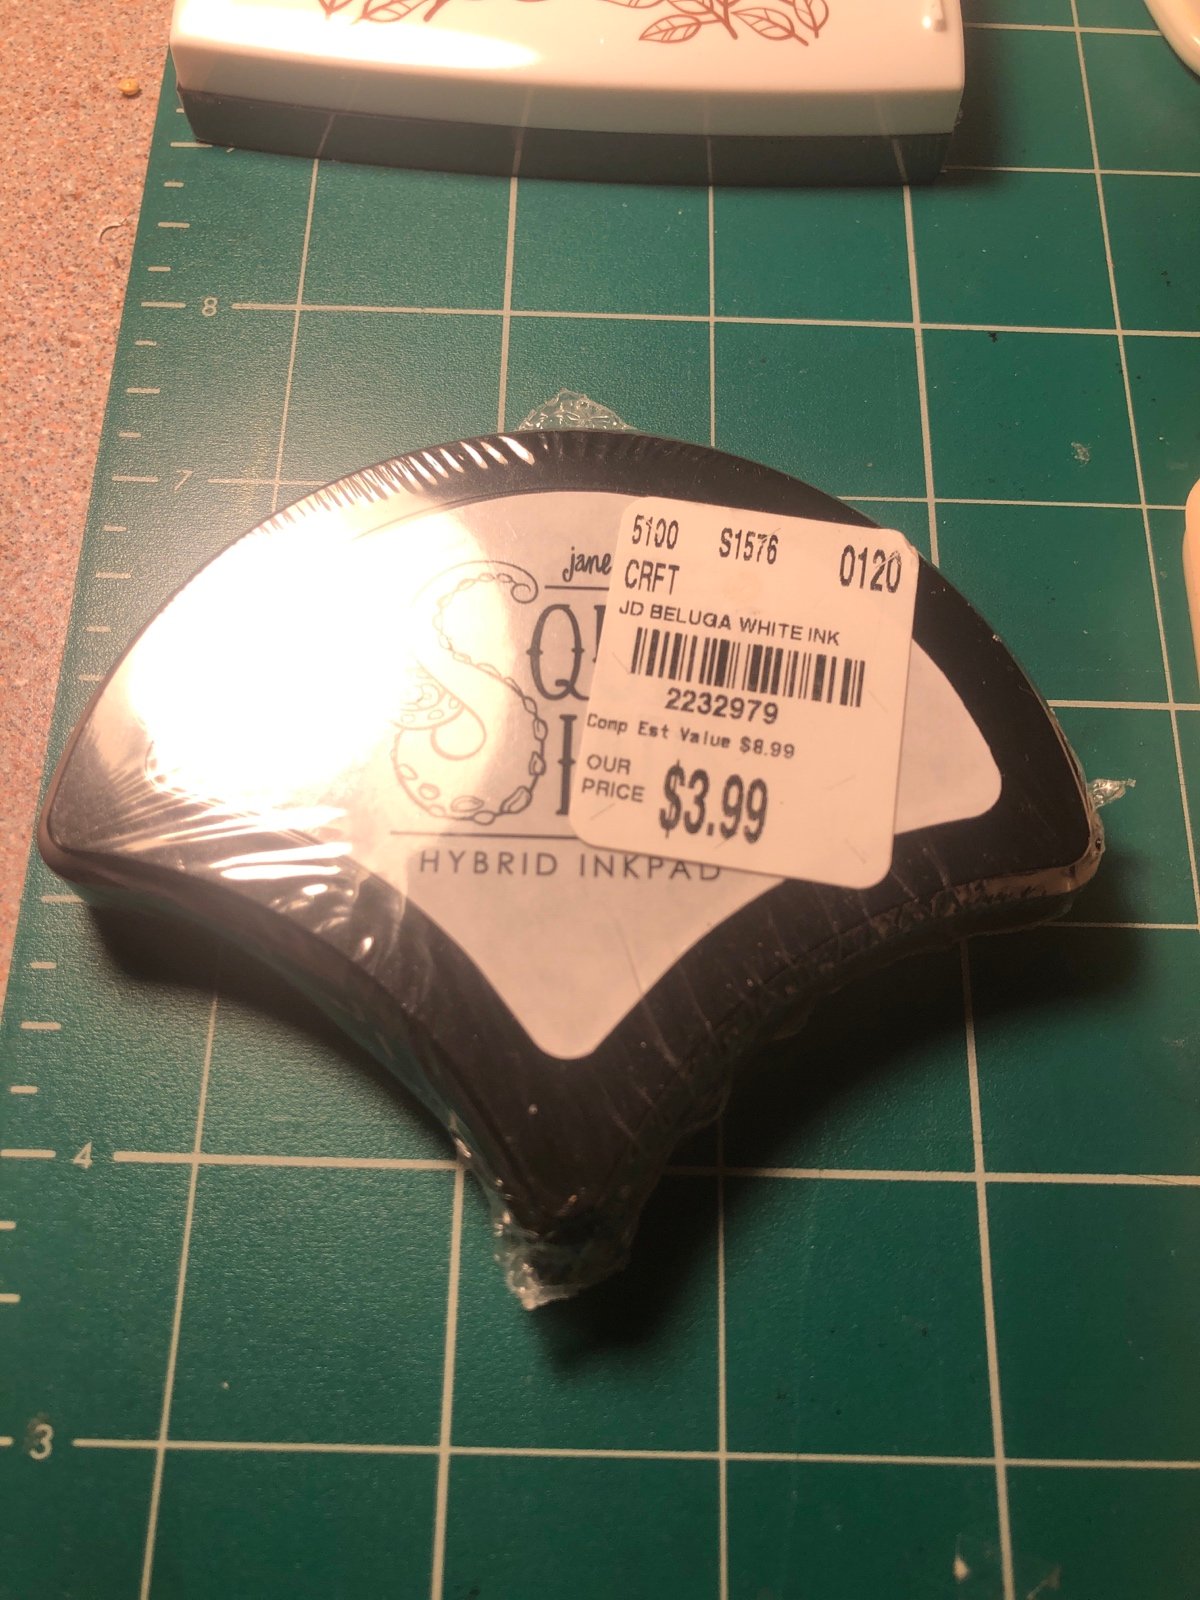 8
7
jane
5100 S1576 0120
CRFT
JD BELUGA WHITE INK
2232979
Comp Est Value $8.99
OUR PRICE $3.99
HYBRID INKPAD
4
3